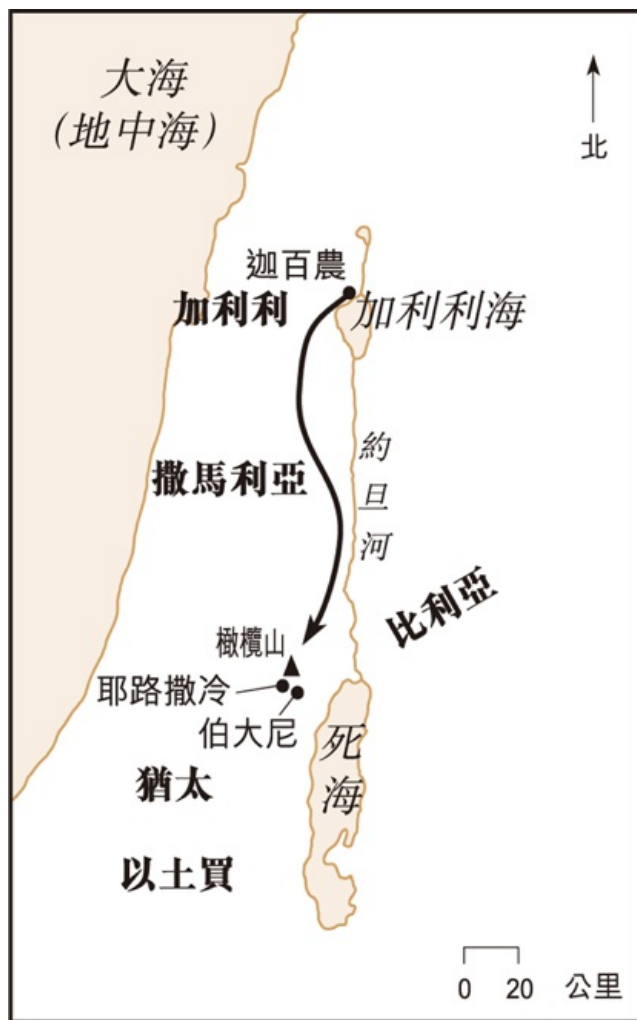 大海
(地中海)
北
迦百農
加利利
加利利海
撒馬利亞
約旦河
比利亞
橄欖山
耶路撒冷
伯大尼
死海
猶太
以土買
0 20 公里